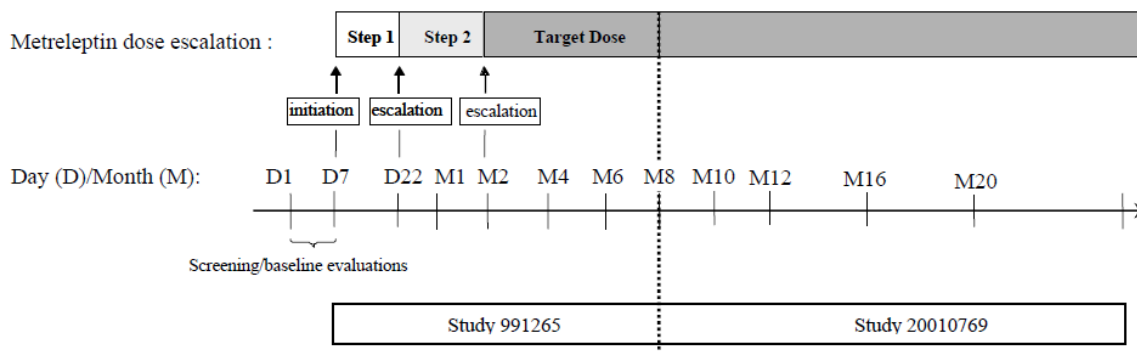 Metreleptin dose escalation :
Step 1 Step 2 Target Dose
initiation escalation escalation
Day (D)/Month (M): D1 D7 D22 M1 M2 M4 M6 M8 M10 M12 M16 M20
Screening/baseline evaluations
Study 991265 Study 20010769